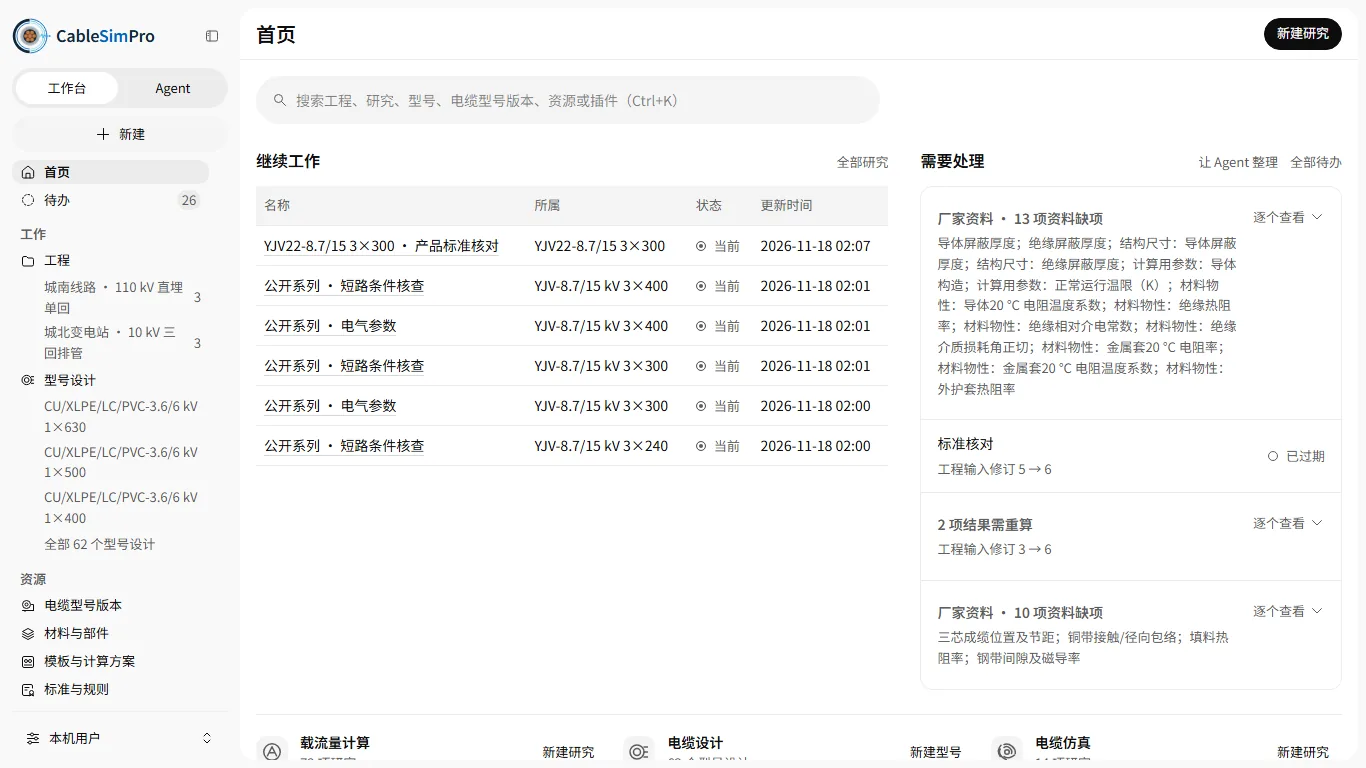 CableSimPro
工作台
Agent
新建
首页
待办
26
工作
工程
城南线路 · 110 kV 直埋
单回
3
城北变电站 · 10 kV 三
回排管
3
型号设计
CU/XLPE/LC/PVC-3.6/6 kV
1×630
CU/XLPE/LC/PVC-3.6/6 kV
1×500
CU/XLPE/LC/PVC-3.6/6 kV
1×400
全部 62 个型号设计
资源
电缆型号版本
材料与部件
模板与计算方案
标准与规则
本机用户
首页
新建研究
搜索工程、研究、型号、电缆型号版本、资源或插件（Ctrl+K）
继续工作
全部研究
名称 所属 状态 更新时间
YJV22-8.7/15 3×300 · 产品标准核对 YJV22-8.7/15 3×300 当前 2026-11-18 02:07
公开系列 · 短路条件核查 YJV-8.7/15 kV 3×400 当前 2026-11-18 02:01
公开系列 · 电气参数 YJV-8.7/15 kV 3×400 当前 2026-11-18 02:01
公开系列 · 短路条件核查 YJV-8.7/15 kV 3×300 当前 2026-11-18 02:01
公开系列 · 电气参数 YJV-8.7/15 kV 3×300 当前 2026-11-18 02:00
公开系列 · 短路条件核查 YJV-8.7/15 kV 3×240 当前 2026-11-18 02:00
需要处理
让 Agent 整理
全部待办
厂家资料 · 13 项资料缺项
逐个查看
导体屏蔽厚度；绝缘屏蔽厚度；结构尺寸：导体屏蔽
厚度；结构尺寸：绝缘屏蔽厚度；计算用参数：导体
构造；计算用参数：正常运行温限（K）；材料物
性：导体20 °C 电阻温度系数；材料物性：绝缘热阻
率；材料物性：绝缘相对介电常数；材料物性：绝缘
介质损耗角正切；材料物性：金属套20 °C 电阻率；
材料物性：金属套20 °C 电阻温度系数；材料物性：
外护套热阻率
标准核对
工程输入修订 5 → 6
已过期
2 项结果需重算
逐个查看
工程输入修订 3 → 6
厂家资料 · 10 项资料缺项
逐个查看
三芯成缆位置及节距；铜带接触/径向包络；填料热
阻率；钢带间隙及磁导率
载流量计算
新建研究
电缆设计
新建型号
电缆仿真
新建研究